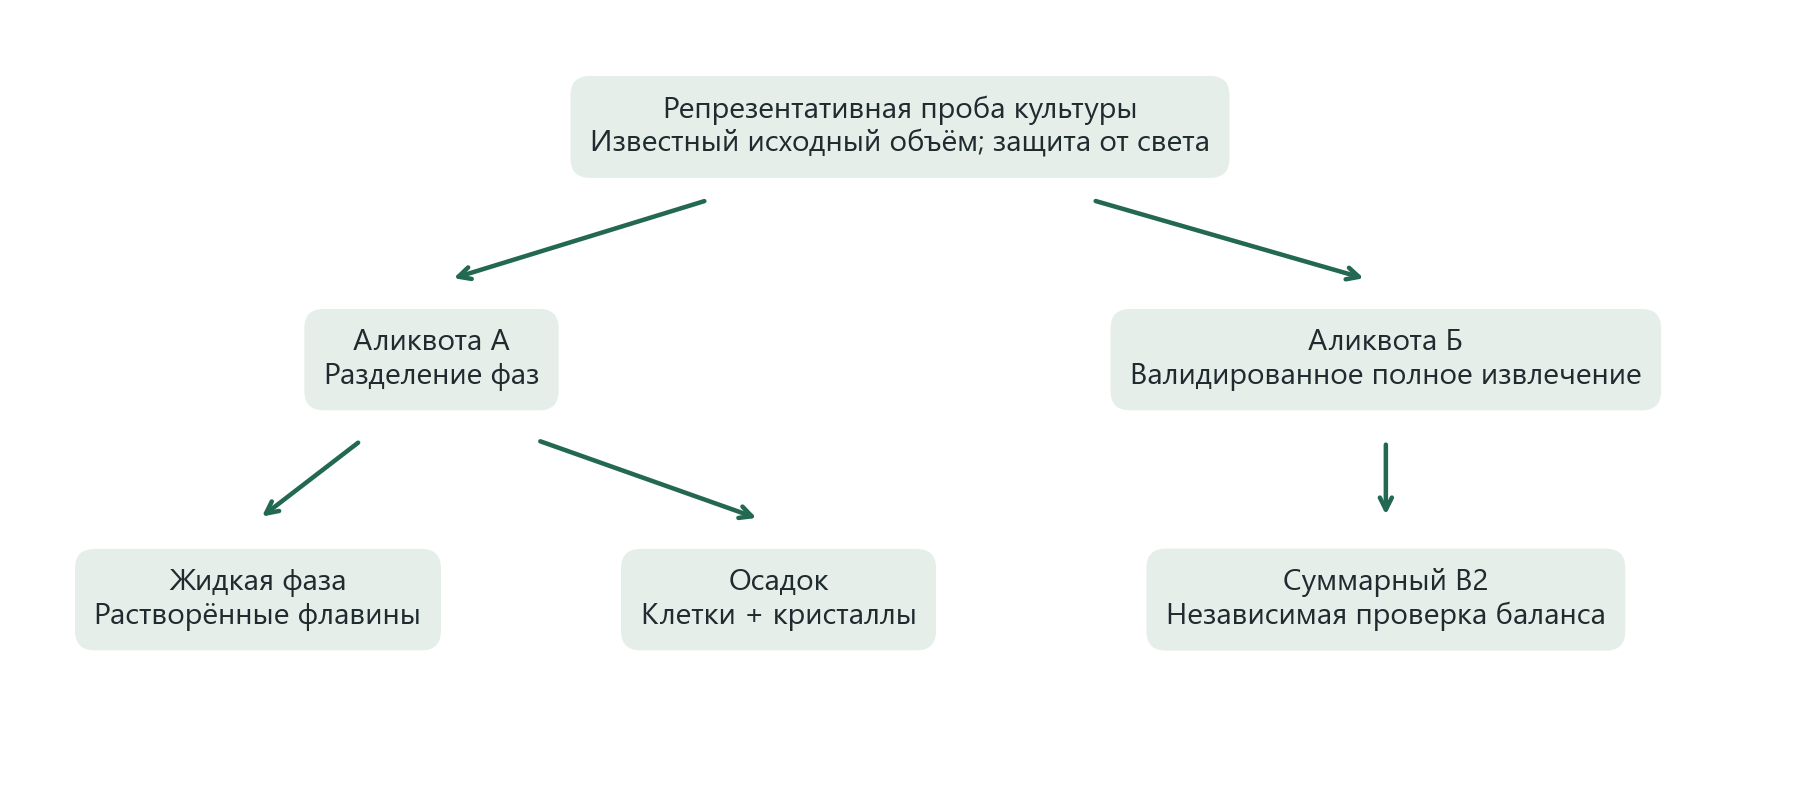 Репрезентативная проба культуры
Известный исходный объём; защита от света
Аликвота А
Разделение фаз
Аликвота Б
Валидированное полное извлечение
Жидкая фаза
Растворённые флавины
Осадок
Клетки + кристаллы
Суммарный B2
Независимая проверка баланса